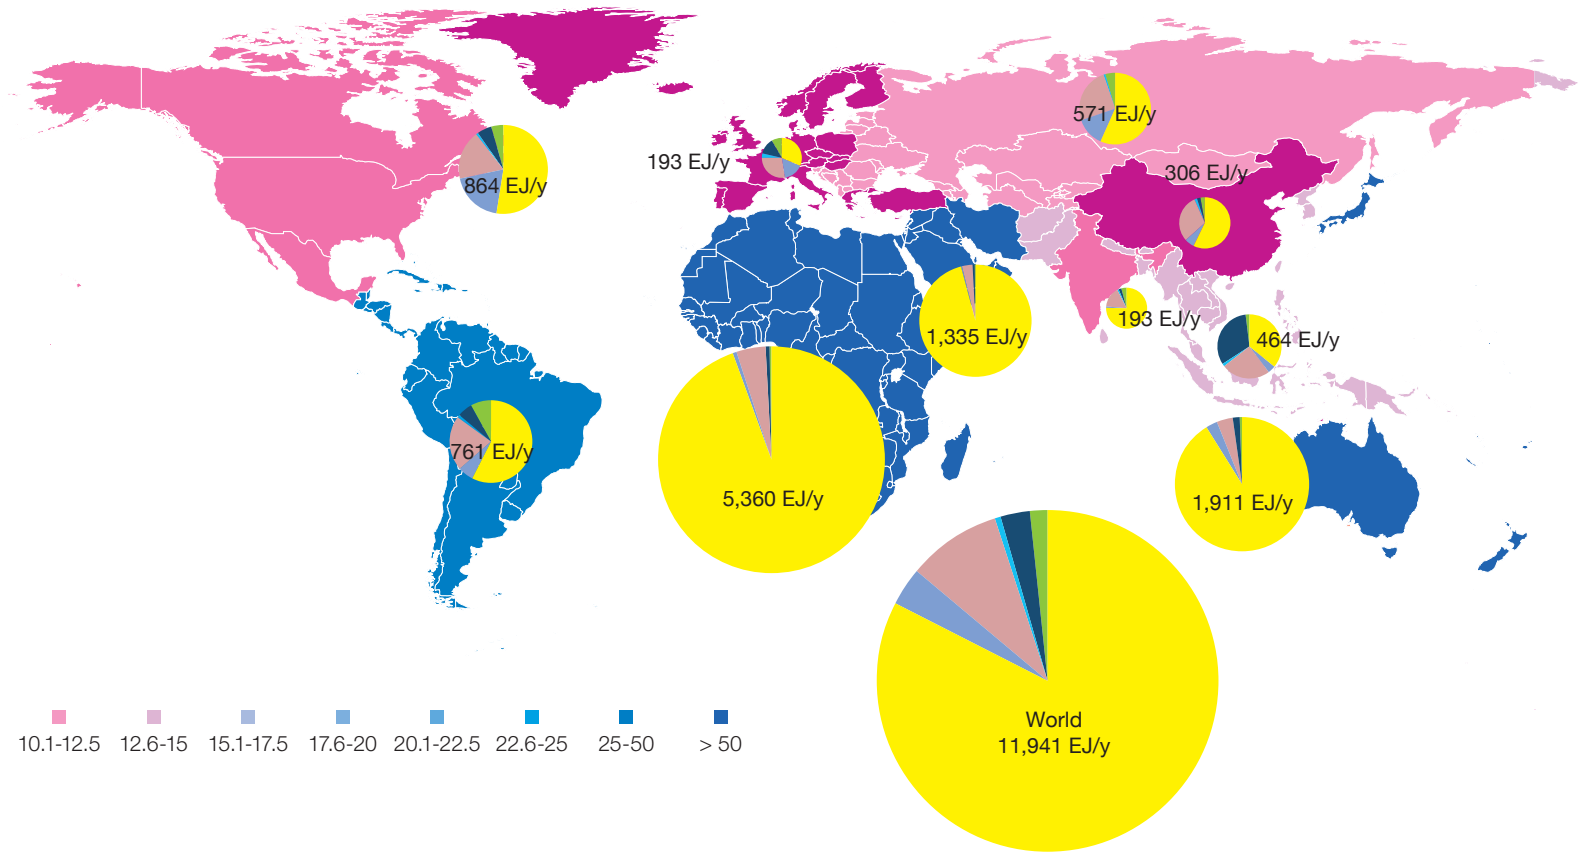 571 EJ/y
193 EJ/y
306 EJ/y
864 EJ/y
193 EJ/y
1,335 EJ/y
464 EJ/y
761 EJ/y
5,360 EJ/y
1,911 EJ/y
World
11,941 EJ/y
10.1-12.5 12.6-15 15.1-17.5 17.6-20 20.1-22.5 22.6-25 25-50 > 50